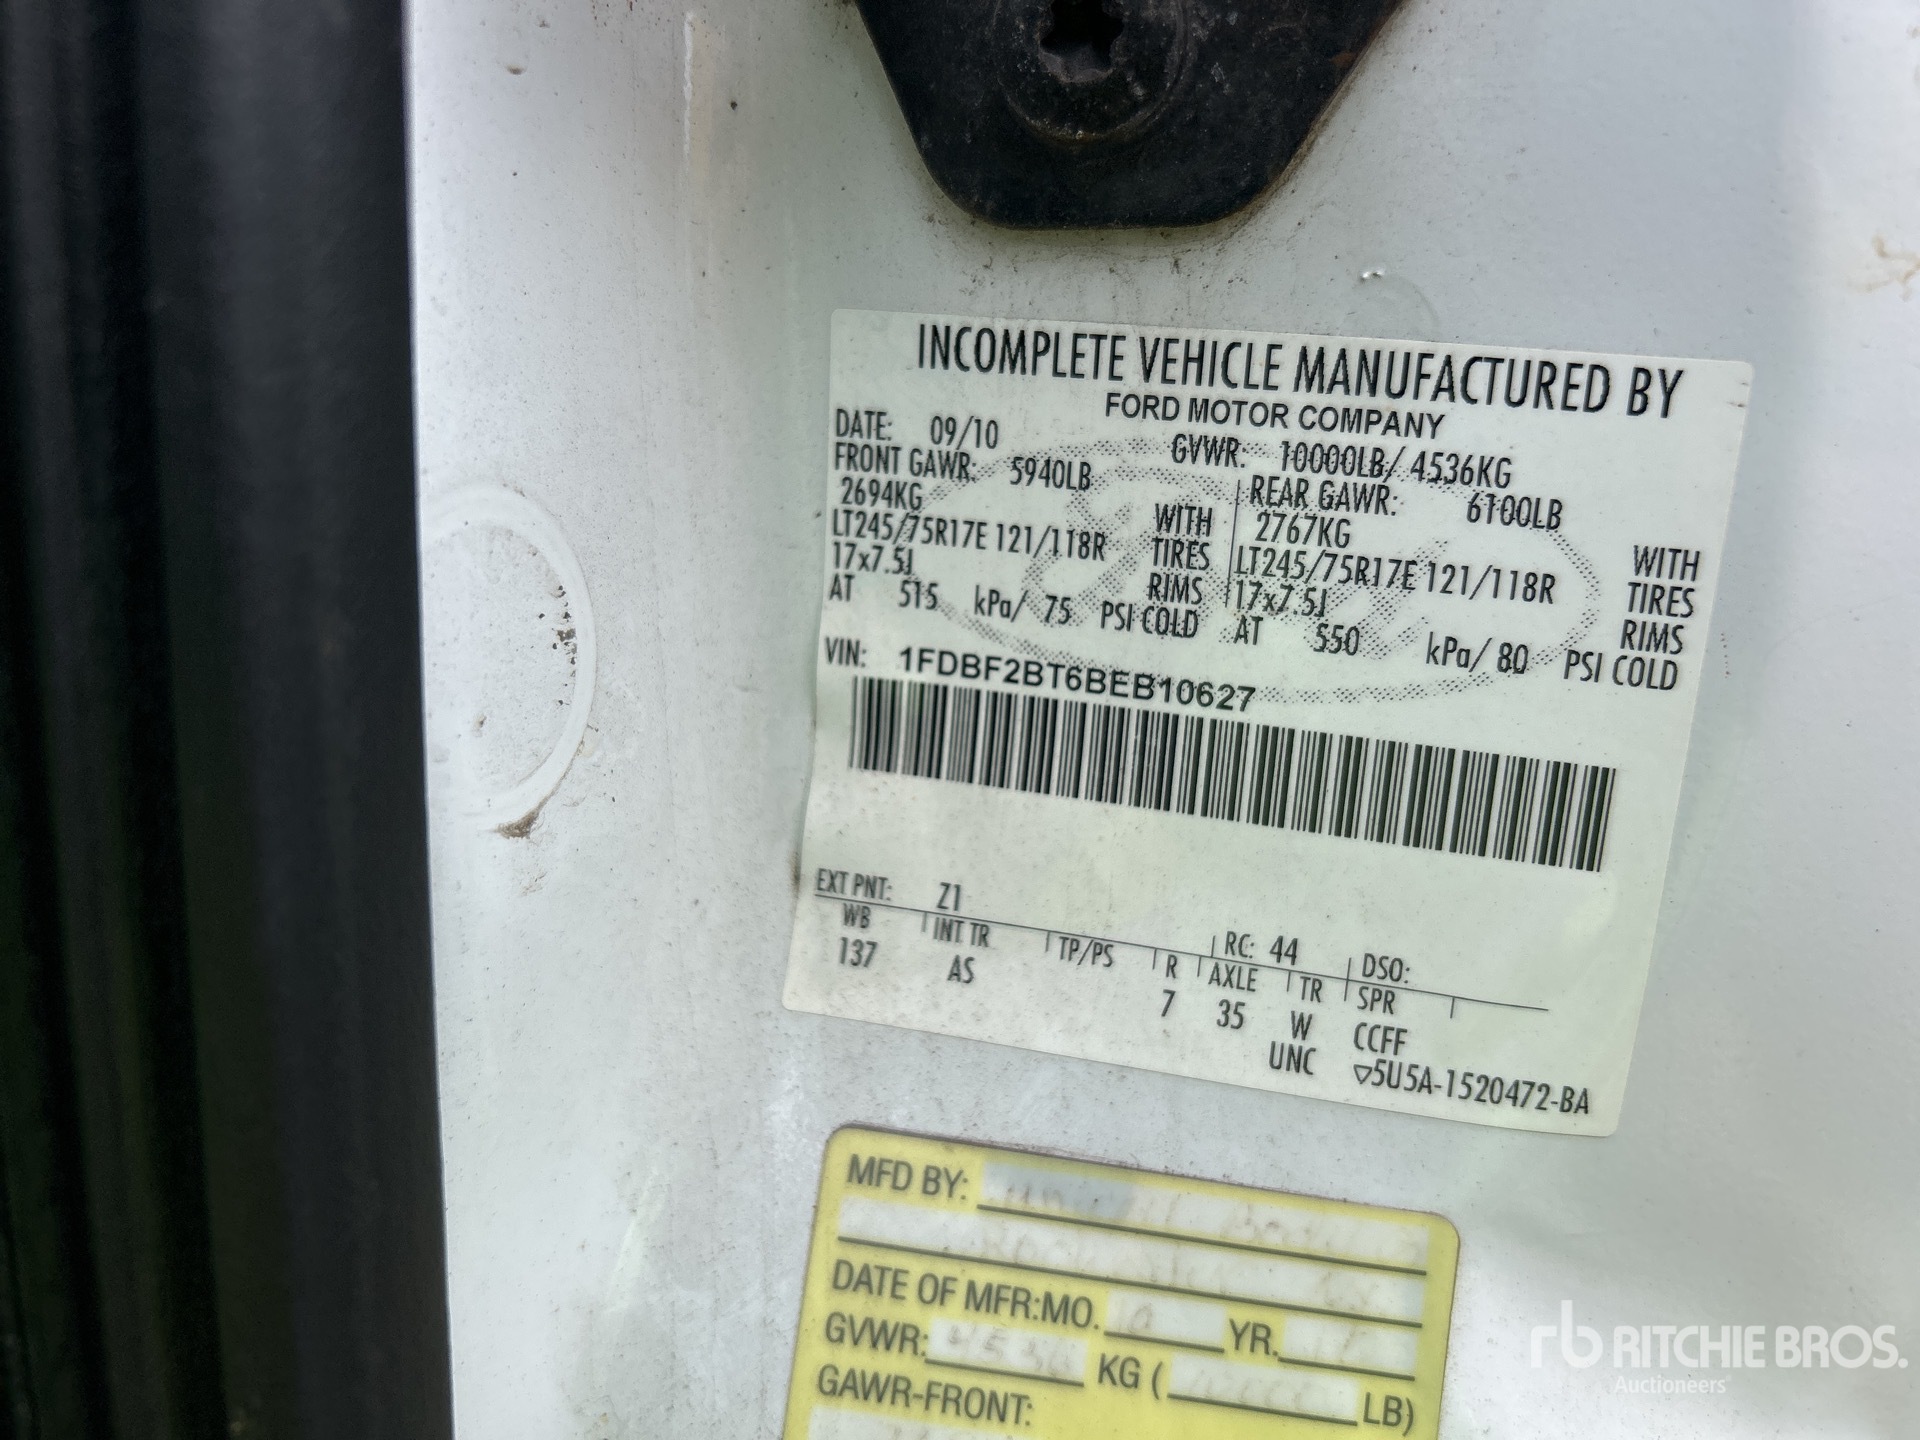 INCOMPLETE VEHICLE MANUFACTURED BY
FORD MOTOR COMPANY
DATE: 09/10 GVWR: 10000LB/ 4536KG
FRONT GAWR: 5940LB REAR GAWR: 6100LB
2694KG WITH 2767KG WITH
LT245/75R17E 121/118R TIRES LT245/75R17E 121/118R TIRES
17x7.5J RIMS 17x7.5J RIMS
AT 515 kPa/ 75 PSI COLD AT 550 kPa/ 80 PSI COLD
VIN: 1FDBF2BT6BEB10627
EXT PNT: Z1 RC: 44 DSO:
WB INT TR TP/PS R AXLE TR SPR
137 AS 7 35 W CCFF
UNC ▽5U5A-1520472-BA
MFD BY:
DATE OF MFR:MO. 10 YR.
GVWR: 4536 KG ( LB)
GAWR-FRONT:
rb RITCHIE BROS.
Auctioneers